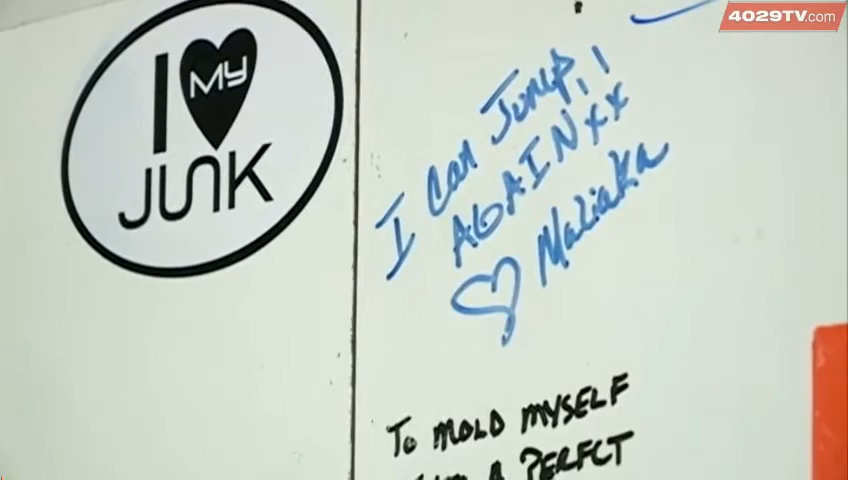 4029TV.com
I MY
JUNK
I Can Jump!!
AGAIN xx
Maliaka
To MOLD MYSELF
A PERFCT